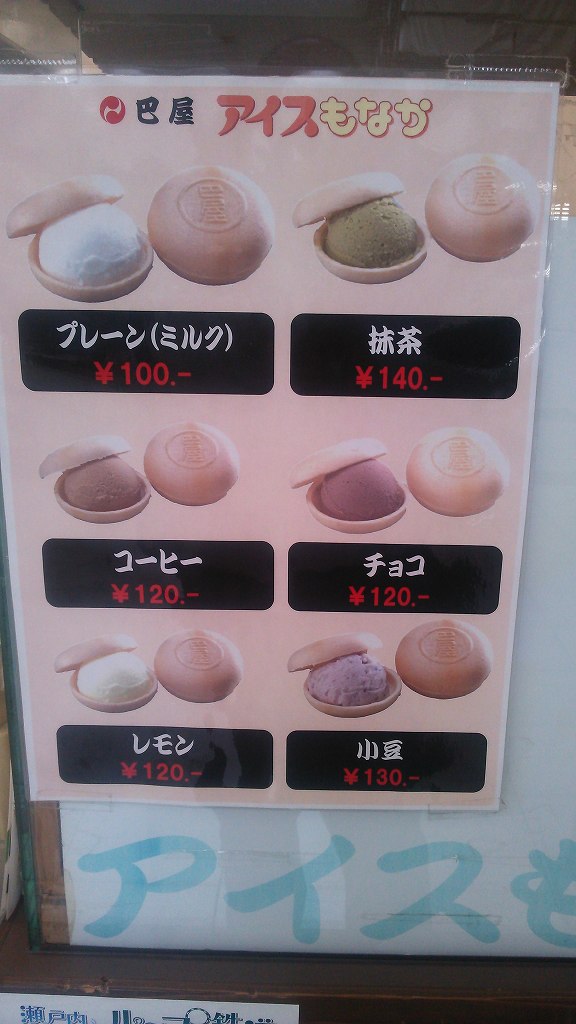 巴屋 アイスもなか
プレーン(ミルク) 抹茶
¥100.- ¥140.-
コーヒー チョコ
¥120.- ¥120.-
レモン 小豆
¥120.- ¥130.-
アイスも
瀬戸内